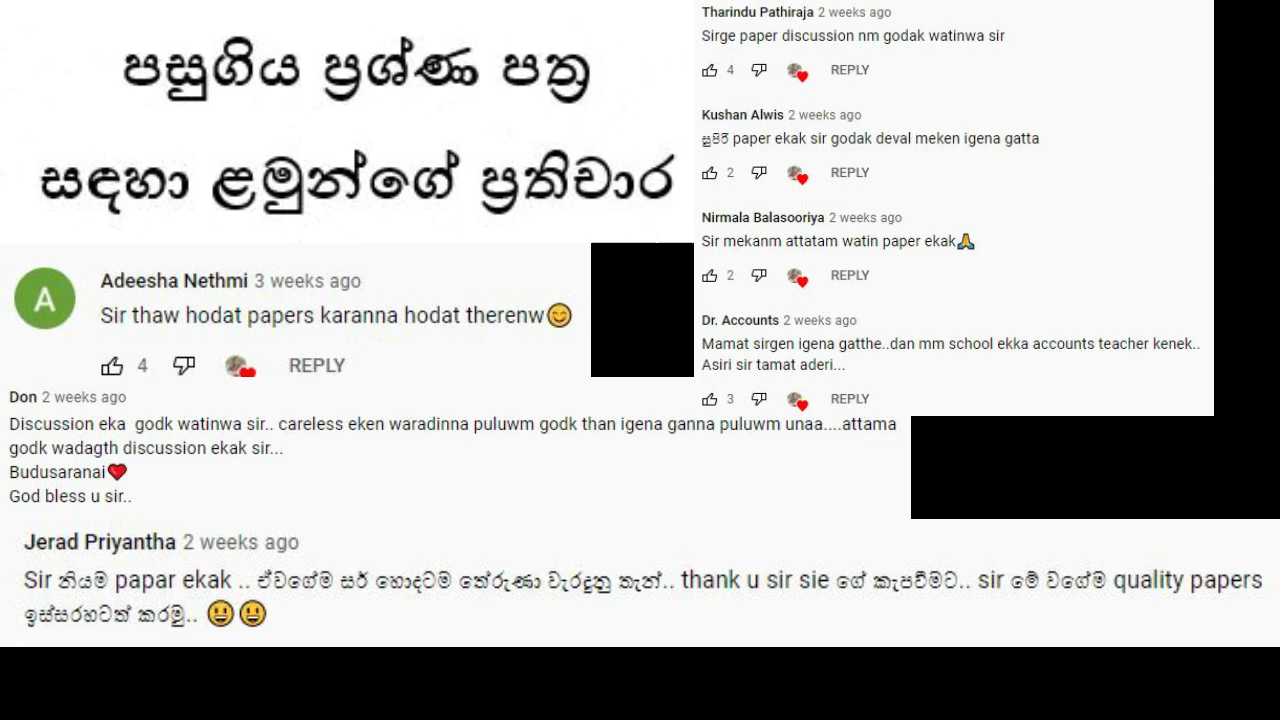 පසුගිය ප්‍රශ්ණ පත්‍ර
සඳහා ළමුන්ගේ ප්‍රතිචාර
Adeesha Nethmi 3 weeks ago
Sir thaw hodat papers karanna hodat therenw😊
4 REPLY
Don 2 weeks ago
Discussion eka godk watinwa sir.. careless eken waradinna puluwm godk than igena ganna puluwm unaa....attama
godk wadagth discussion ekak sir...
Budusaranai❤
God bless u sir..
Tharindu Pathiraja 2 weeks ago
Sirge paper discussion nm godak watinwa sir
4 REPLY
Kushan Alwis 2 weeks ago
සුපිරි paper ekak sir godak deval meken igena gatta
2 REPLY
Nirmala Balasooriya 2 weeks ago
Sir mekanm attatam watin paper ekak🙏
2 REPLY
Dr. Accounts 2 weeks ago
Mamat sirgen igena gatthe..dan mm school ekka accounts teacher kenek..
Asiri sir tamat aderi...
3 REPLY
Jerad Priyantha 2 weeks ago
Sir නියම papar ekak .. ඒවගේම සර් හොදටම තේරුණා වැරදුනු තැන්.. thank u sir sie ගේ කැපවීමට.. sir මේ වගේම quality papers
ඉස්සරහටත් කරමු.. 😃😃
A